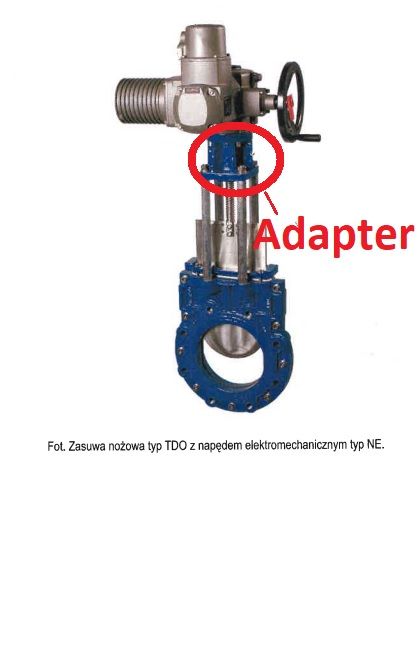 Adapter
Fot. Zasuwa nożowa typ TDO z napędem elektromechanicznym typ NE.